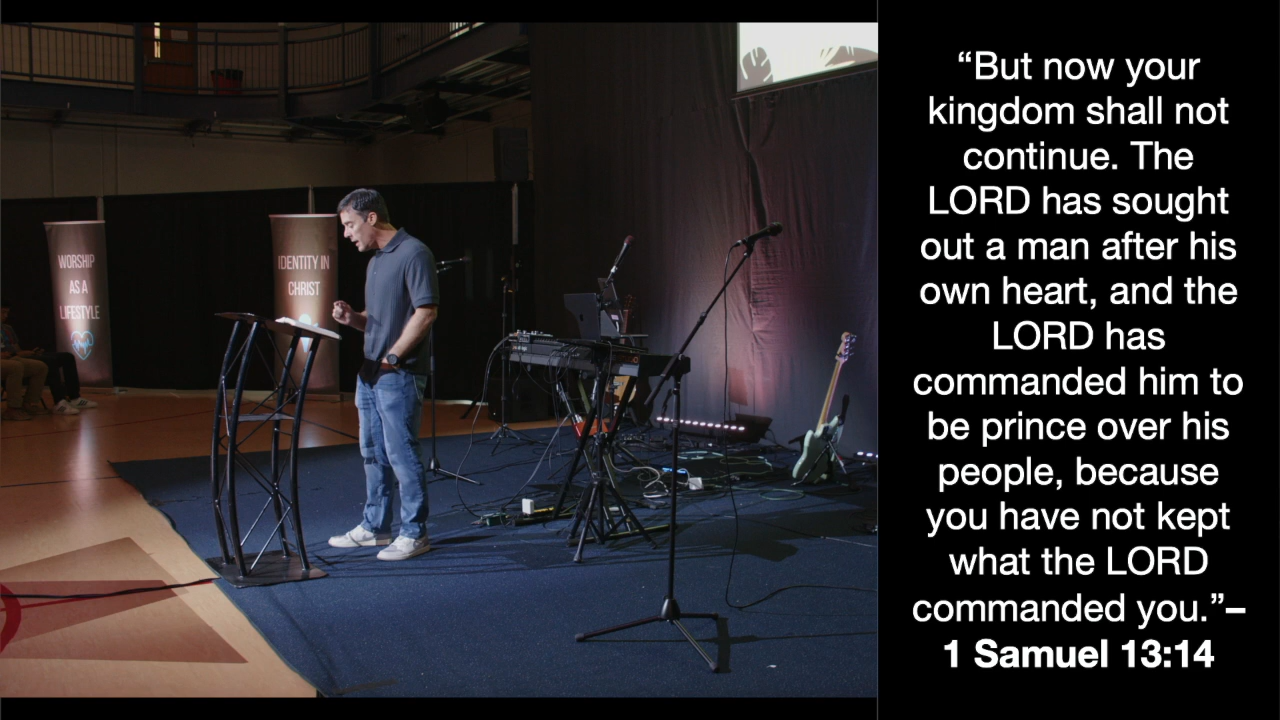 WORSHIP
AS A
LIFESTYLE
IDENTITY IN
CHRIST
“But now your
kingdom shall not
continue. The
LORD has sought
out a man after his
own heart, and the
LORD has
commanded him to
be prince over his
people, because
you have not kept
what the LORD
commanded you.”–
1 Samuel 13:14